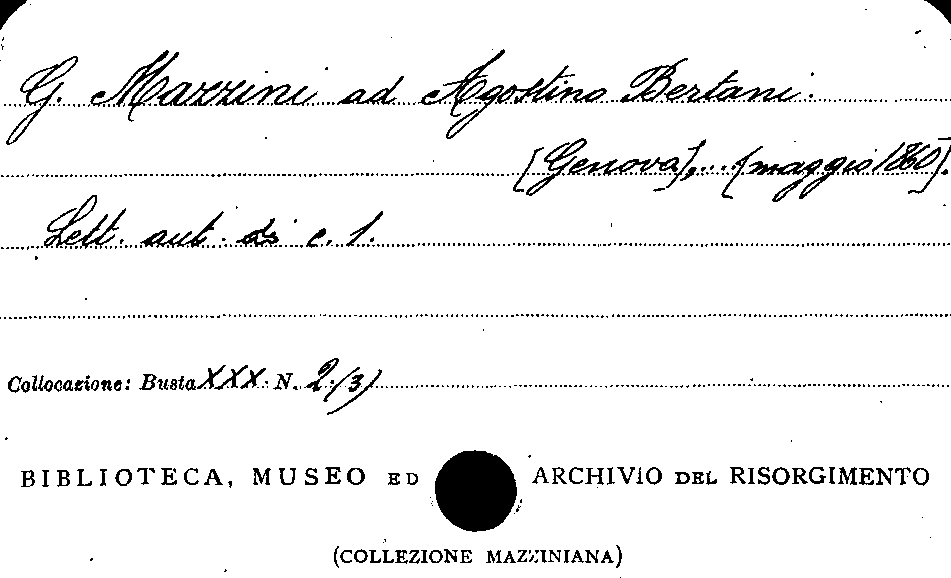 G. Mazzini ad Agostino Bertani.
[Genova],... [maggio 1860].
Lett. aut. di c. 1.
Collocazione: Busta XXX. N. 2(3)
BIBLIOTECA, MUSEO ED ARCHIVIO DEL RISORGIMENTO
(COLLEZIONE MAZZINIANA)